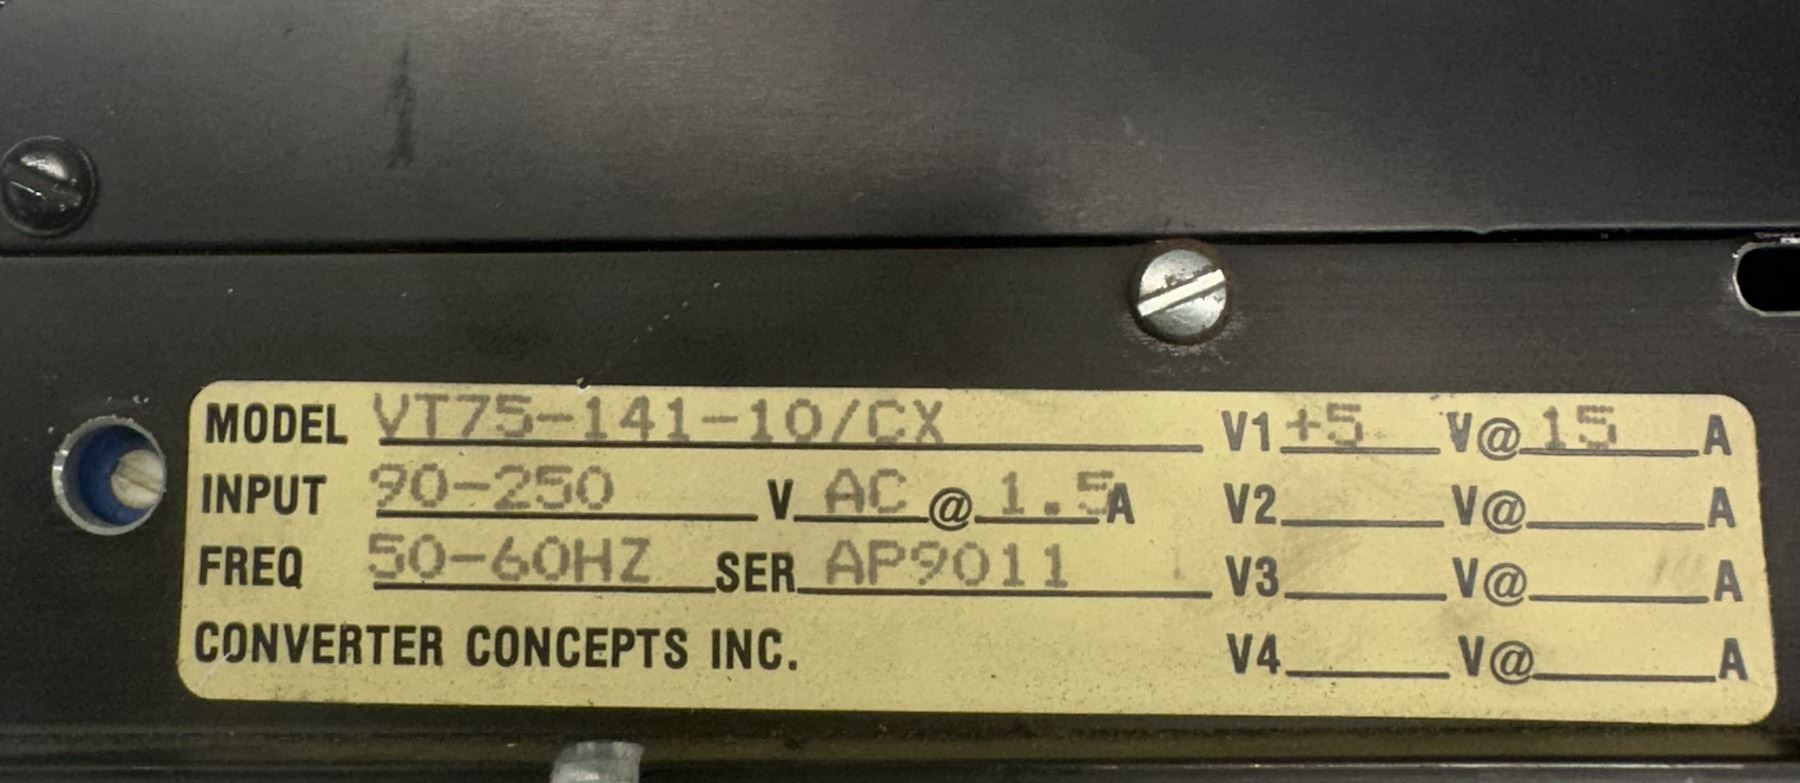 MODEL VT75-141-10/CX V1 +5 V@ 15 A
INPUT 90-250 V AC @ 1.5A V2 V@ A
FREQ 50-60HZ SER AP9011 V3 V@ A
CONVERTER CONCEPTS INC. V4 V@ A